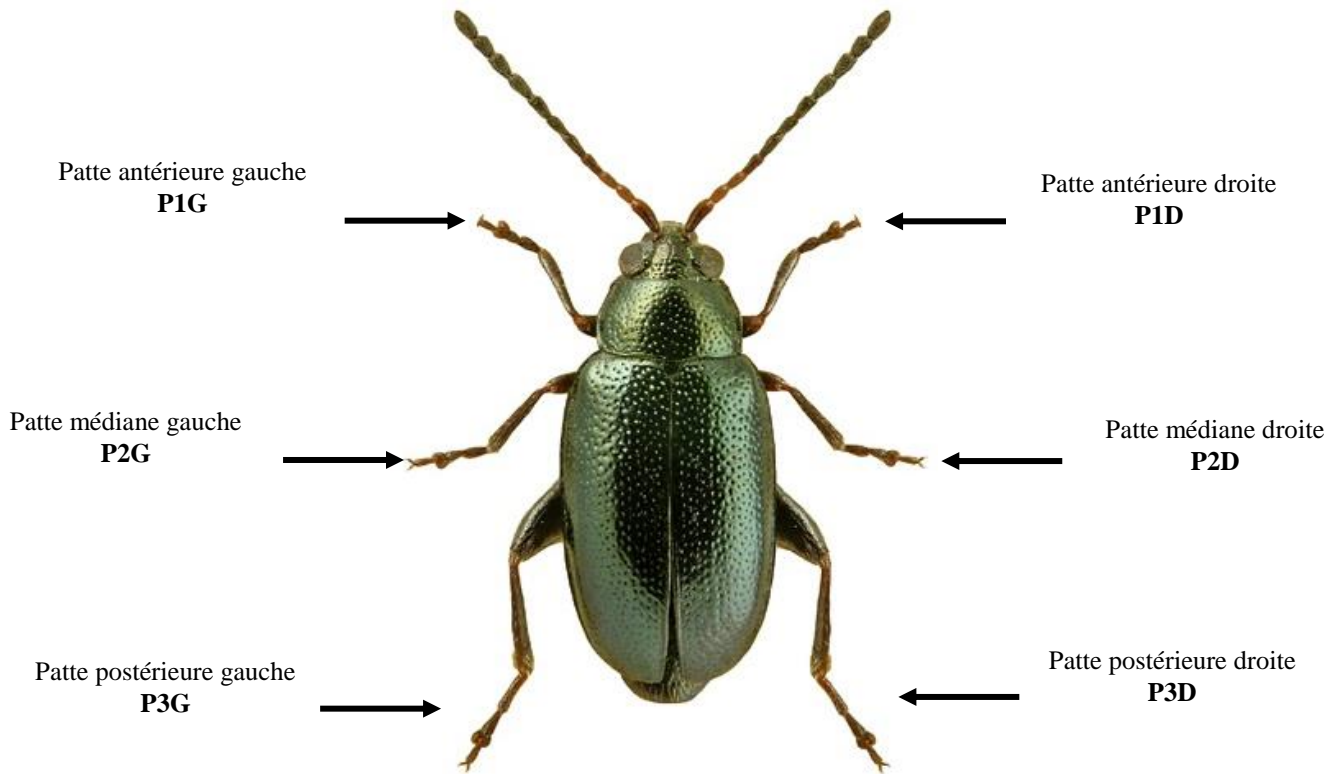 Patte antérieure gauche
P1G
Patte antérieure droite
P1D
Patte médiane gauche
P2G
Patte médiane droite
P2D
Patte postérieure gauche
P3G
Patte postérieure droite
P3D